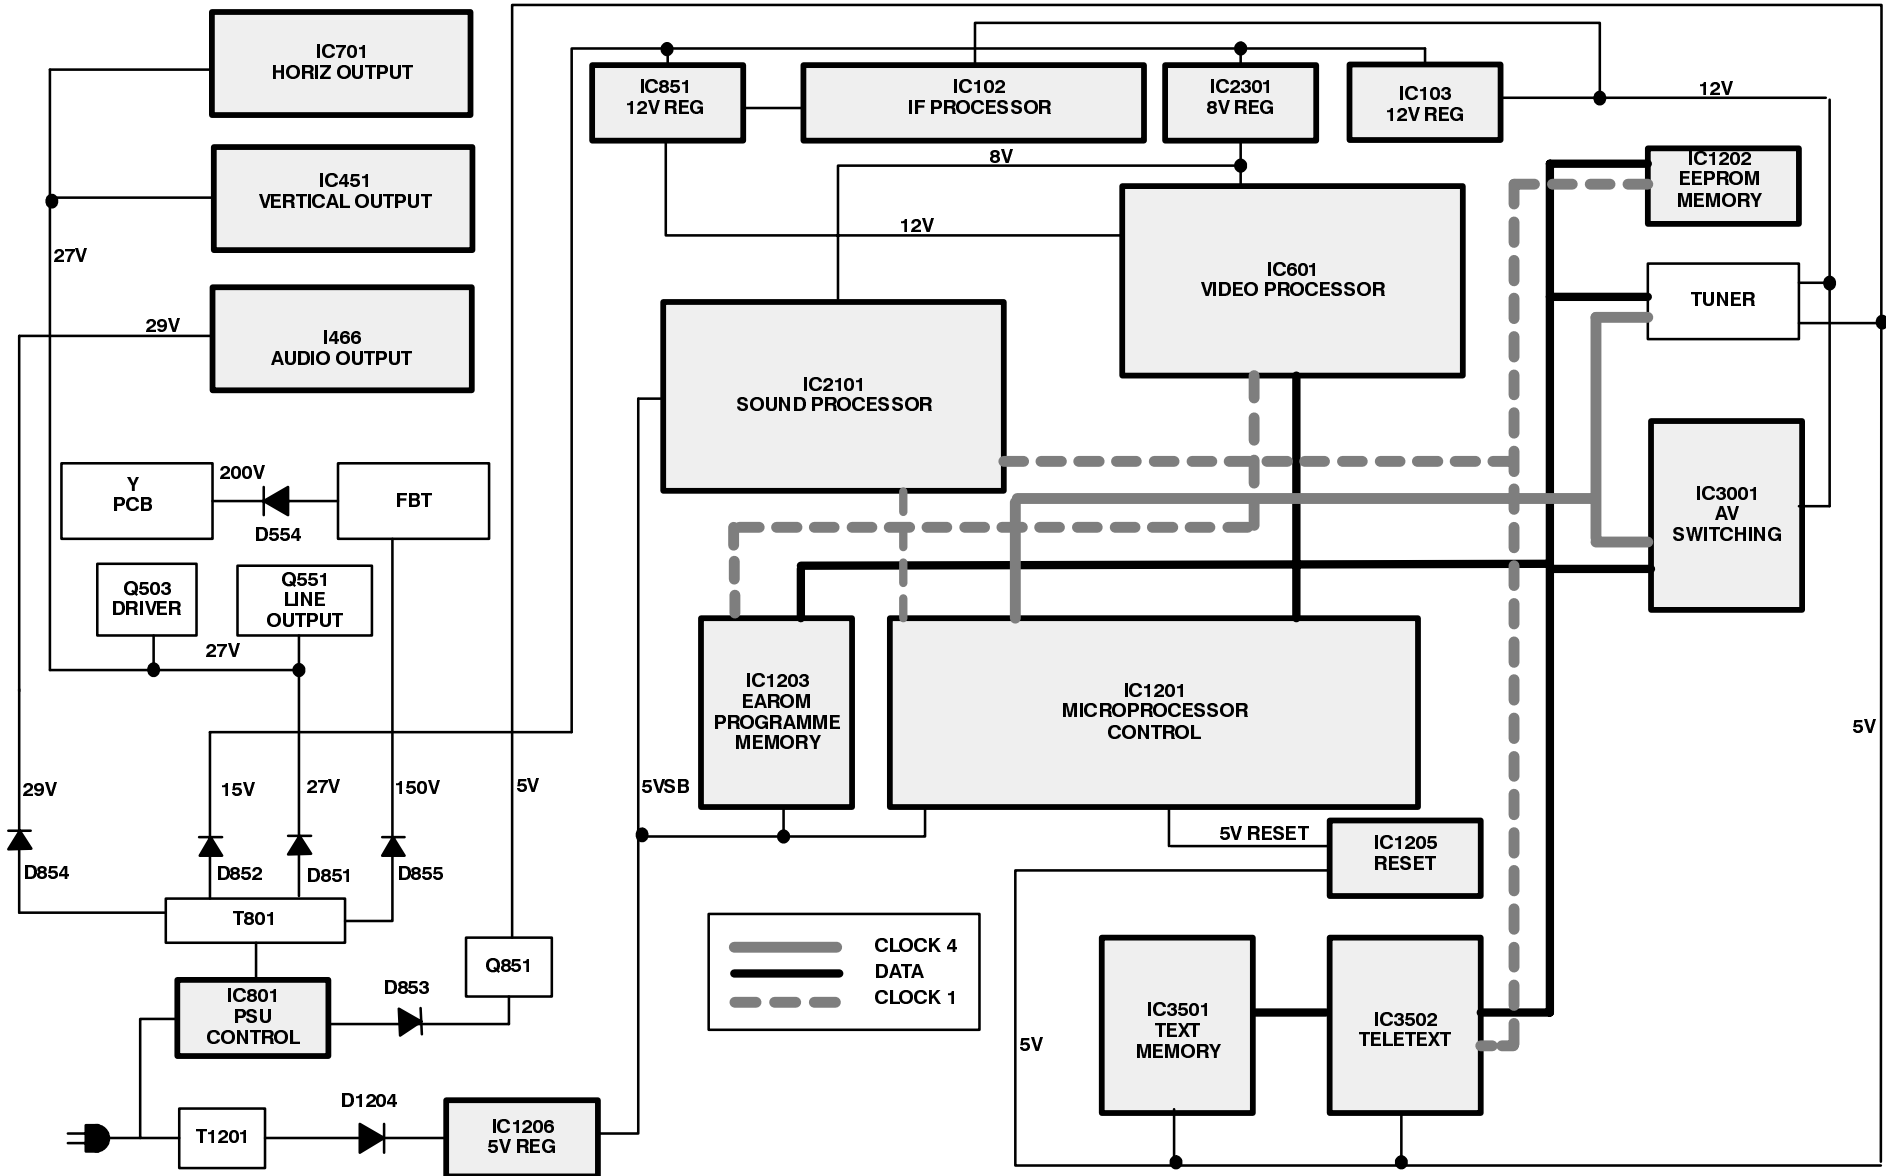 IC701
HORIZ OUTPUT
IC451
VERTICAL OUTPUT
27V
I466
AUDIO OUTPUT
29V
Y
PCB
200V
D554
FBT
Q503
DRIVER
Q551
LINE
OUTPUT
27V
29V
15V
27V
150V
5V
D854
D852
D851
D855
T801
IC801
PSU
CONTROL
D853
Q851
T1201
D1204
IC1206
5V REG
IC851
12V REG
IC102
IF PROCESSOR
IC2301
8V REG
IC103
12V REG
12V
8V
12V
IC1202
EEPROM
MEMORY
IC601
VIDEO PROCESSOR
TUNER
IC2101
SOUND PROCESSOR
IC3001
AV
SWITCHING
IC1203
EAROM
PROGRAMME
MEMORY
IC1201
MICROPROCESSOR
CONTROL
5VSB
5V
5V RESET
IC1205
RESET
CLOCK 4
DATA
CLOCK 1
5V
IC3501
TEXT
MEMORY
IC3502
TELETEXT